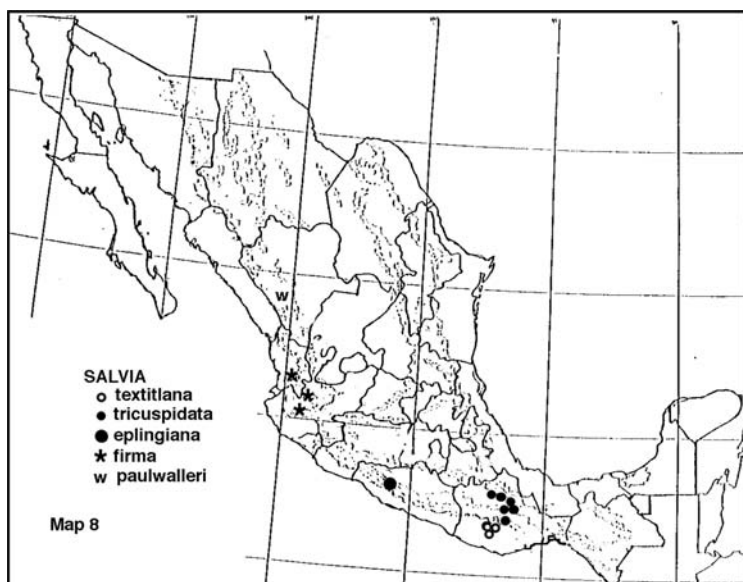 SALVIA
textitlana
tricuspidata
eplingiana
firma
w paulwalleri
Map 8
w